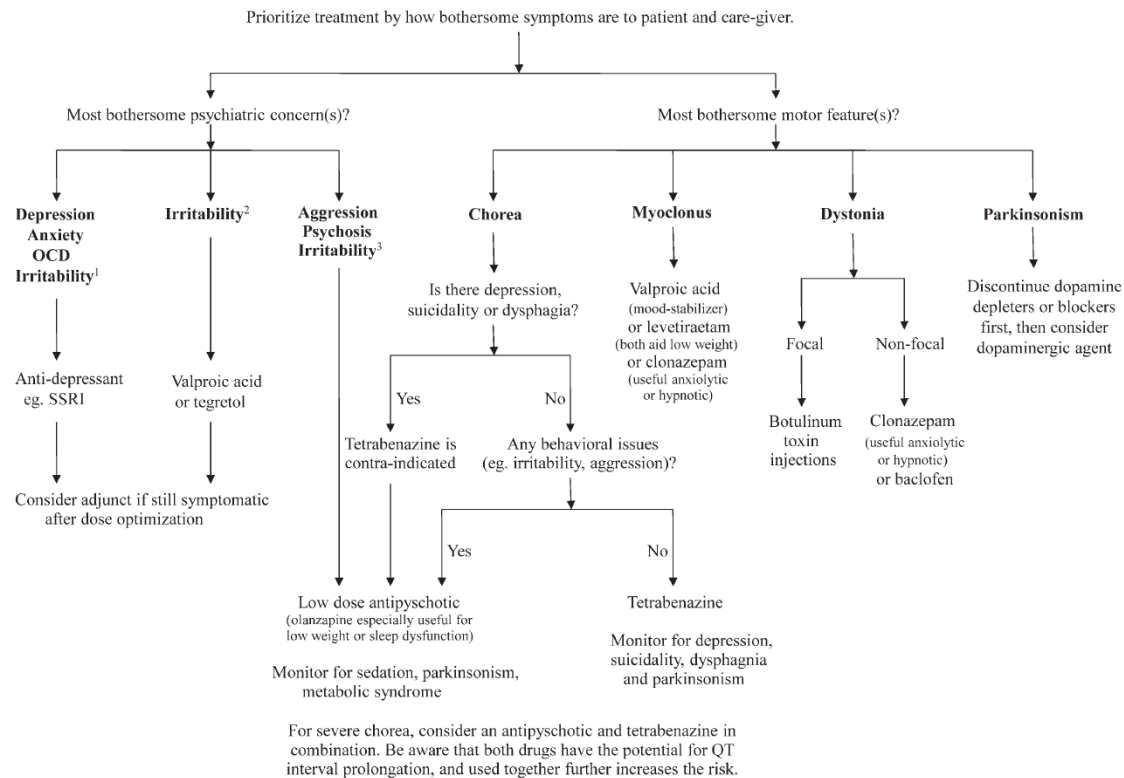 Prioritize treatment by how bothersome symptoms are to patient and care-giver.
Most bothersome psychiatric concern(s)?
Most bothersome motor feature(s)?
Depression
Anxiety
OCD
Irritability1
Irritability2
Aggression
Psychosis
Irritability3
Chorea
Myoclonus
Dystonia
Parkinsonism
Is there depression,
suicidality or dysphagia?
Valproic acid
(mood-stabilizer)
or levetiraetam
(both aid low weight)
or clonazepam
(useful anxiolytic
or hypnotic)
Discontinue dopamine
depleters or blockers
first, then consider
dopaminergic agent
Focal
Non-focal
Anti-depressant
eg. SSRI
Valproic acid
or tegretol
Yes
No
Botulinum
toxin
injections
Clonazepam
(useful anxiolytic
or hypnotic)
or baclofen
Tetrabenazine is
contra-indicated
Any behavioral issues
(eg. irritability, aggression)?
Consider adjunct if still symptomatic
after dose optimization
Yes
No
Low dose antipyschotic
(olanzapine especially useful for
low weight or sleep dysfunction)
Monitor for sedation, parkinsonism,
metabolic syndrome
Tetrabenazine
Monitor for depression,
suicidality, dysphagnia
and parkinsonism
For severe chorea, consider an antipyschotic and tetrabenazine in
combination. Be aware that both drugs have the potential for QT
interval prolongation, and used together further increases the risk.